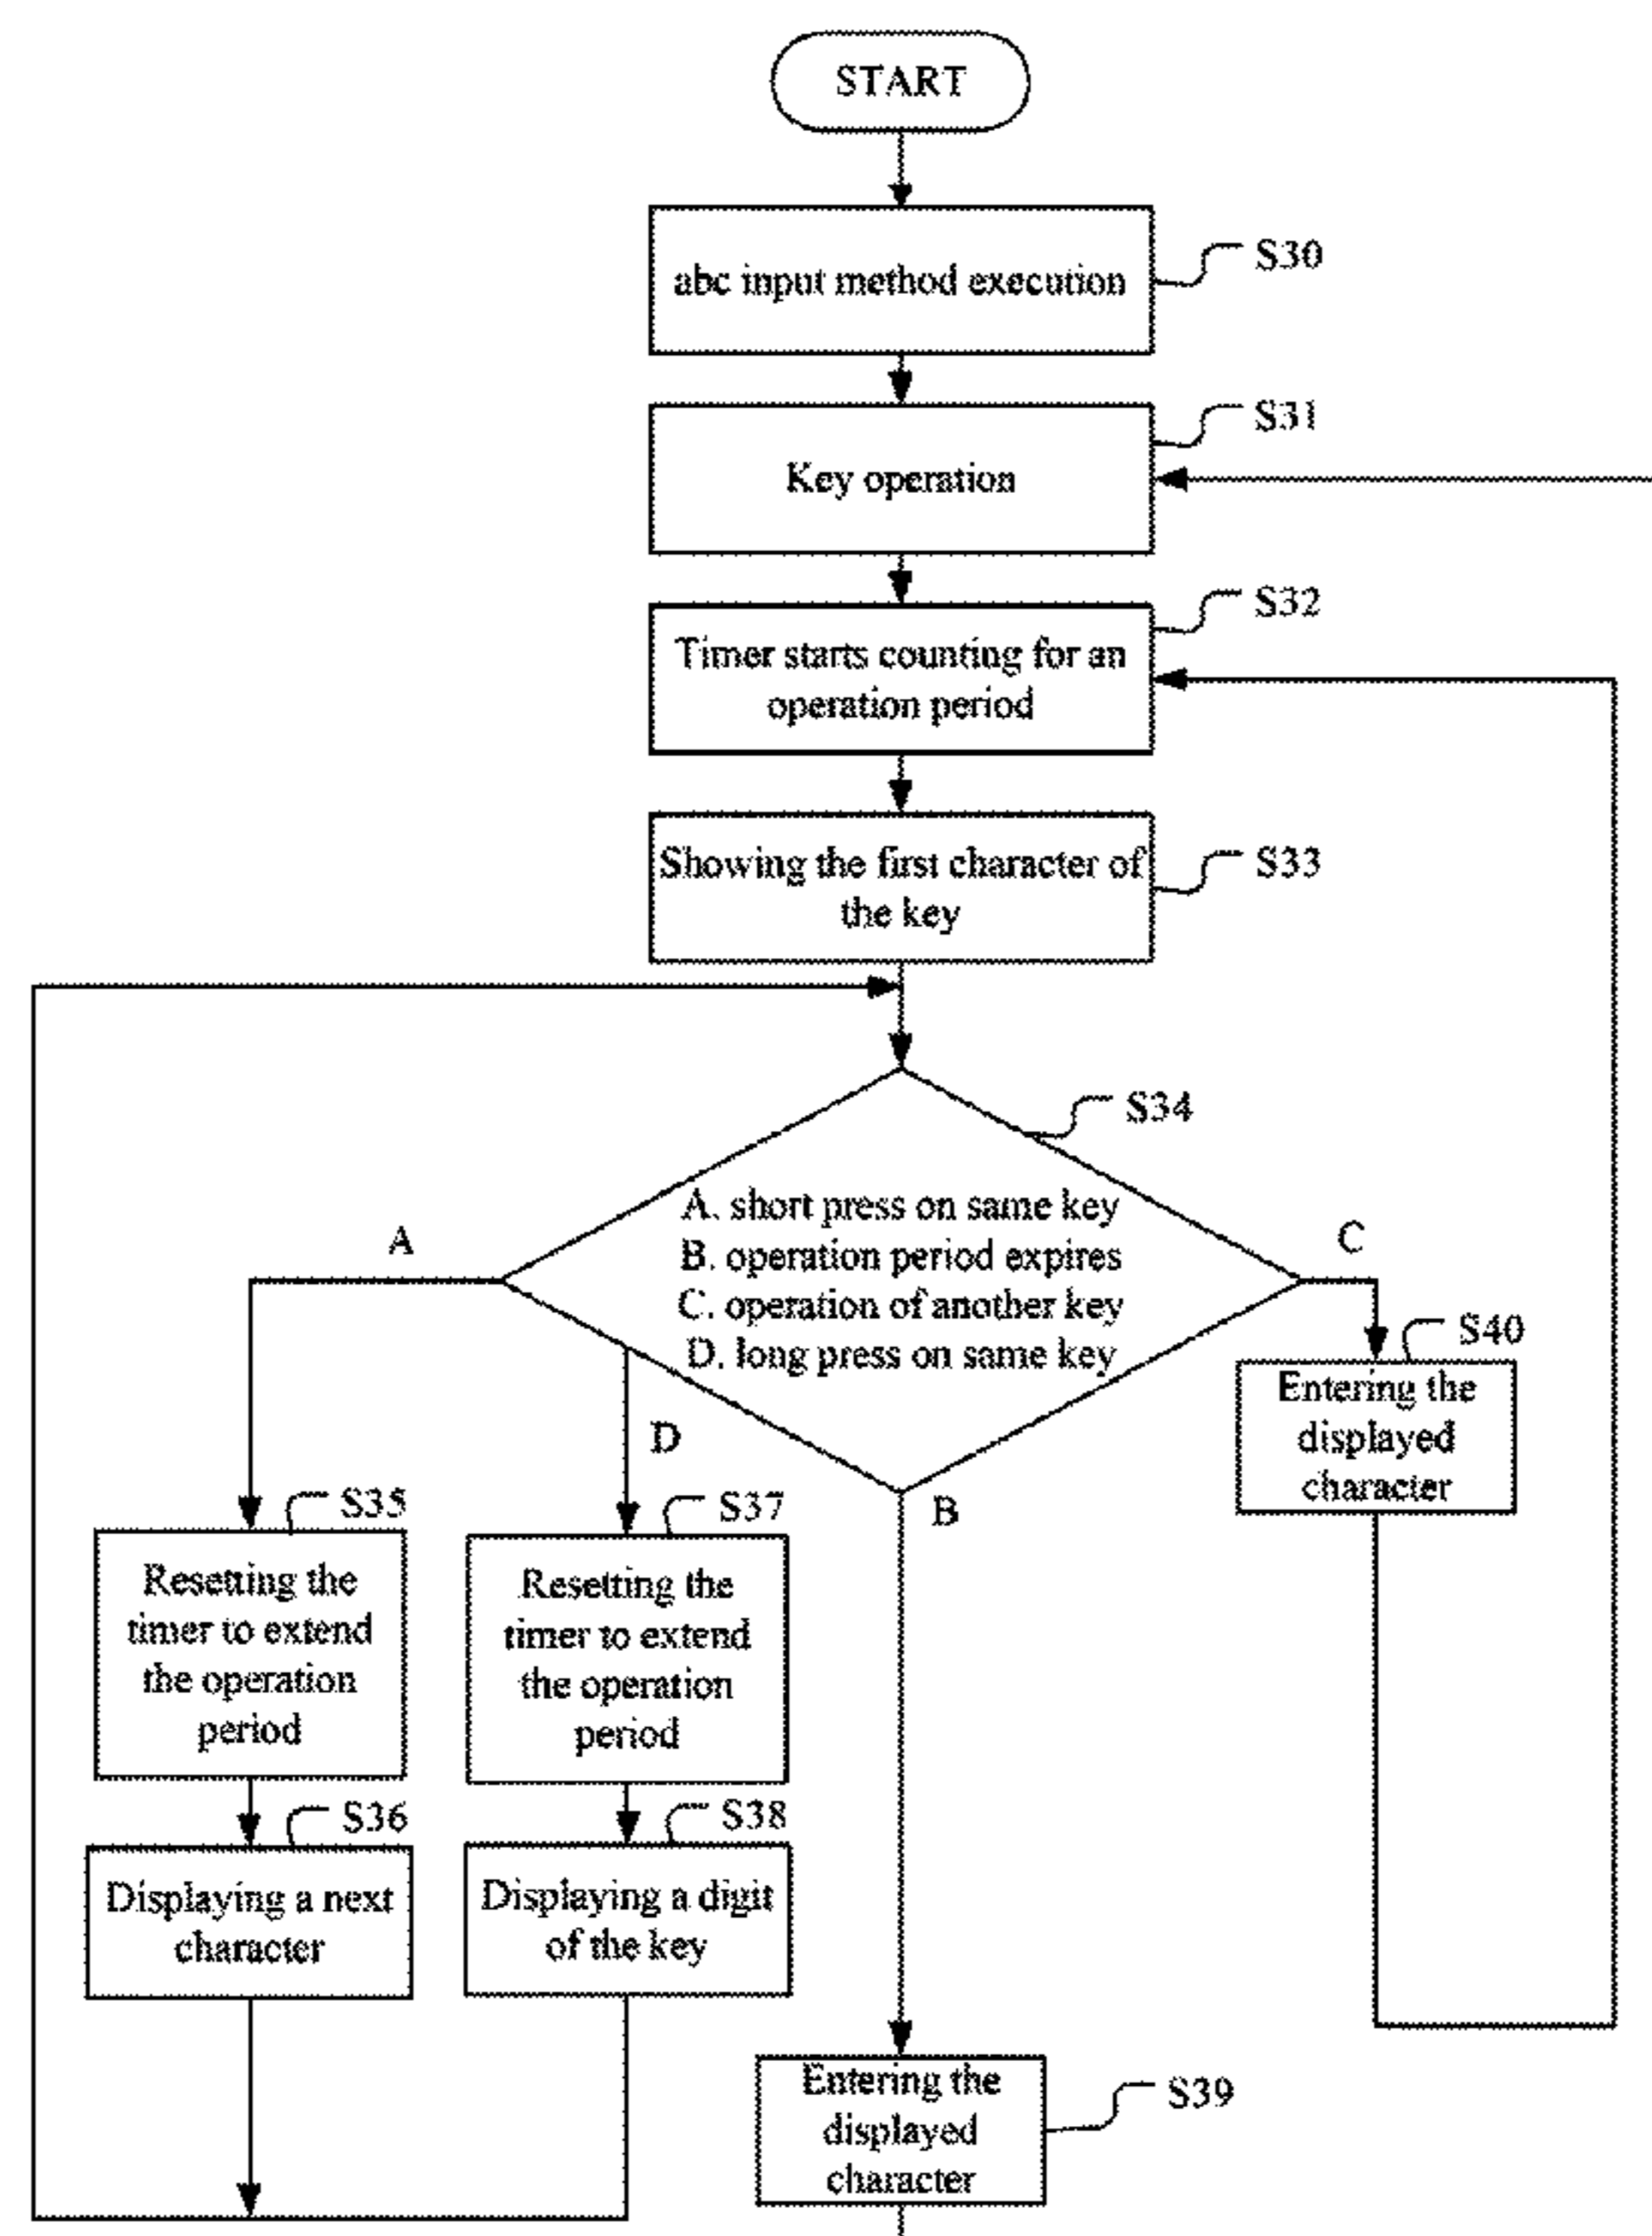 START
abc input method execution
S30
Key operation
S31
Timer starts counting for an
operation period
S32
Showing the first character of
the key
S33
S34
A. short press on same key
B. operation period expires
C. operation of another key
D. long press on same key
A
C
D
B
S40
Entering the
displayed
character
S35
Resetting the
timer to extend
the operation
period
S37
Resetting the
timer to extend
the operation
period
S36
Displaying a next
character
S38
Displaying a digit
of the key
Entering the
displayed
character
S39